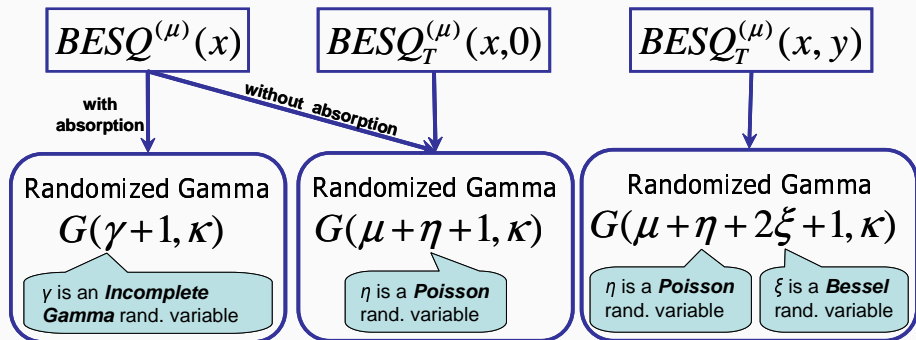 BESQ^{(μ)}(x)
BESQ_T^{(μ)}(x,0)
BESQ_T^{(μ)}(x, y)
with
absorption
without absorption
Randomized Gamma
G(γ+1, κ)
γ is an Incomplete
Gamma rand. variable
Randomized Gamma
G(μ+η+1, κ)
η is a Poisson
rand. variable
Randomized Gamma
G(μ+η+2ξ+1, κ)
η is a Poisson
rand. variable
ξ is a Bessel
rand. variable